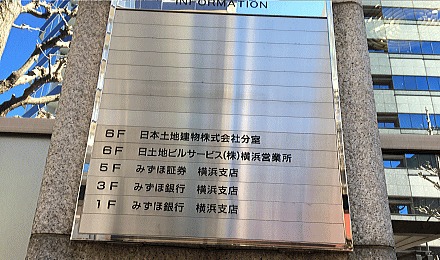 INFORMATION
6F 日本土地建物株式会社分室
6F 日土地ビルサービス(株)横浜営業所
5F みずほ証券 横浜支店
3F みずほ銀行 横浜支店
1F みずほ銀行 横浜支店